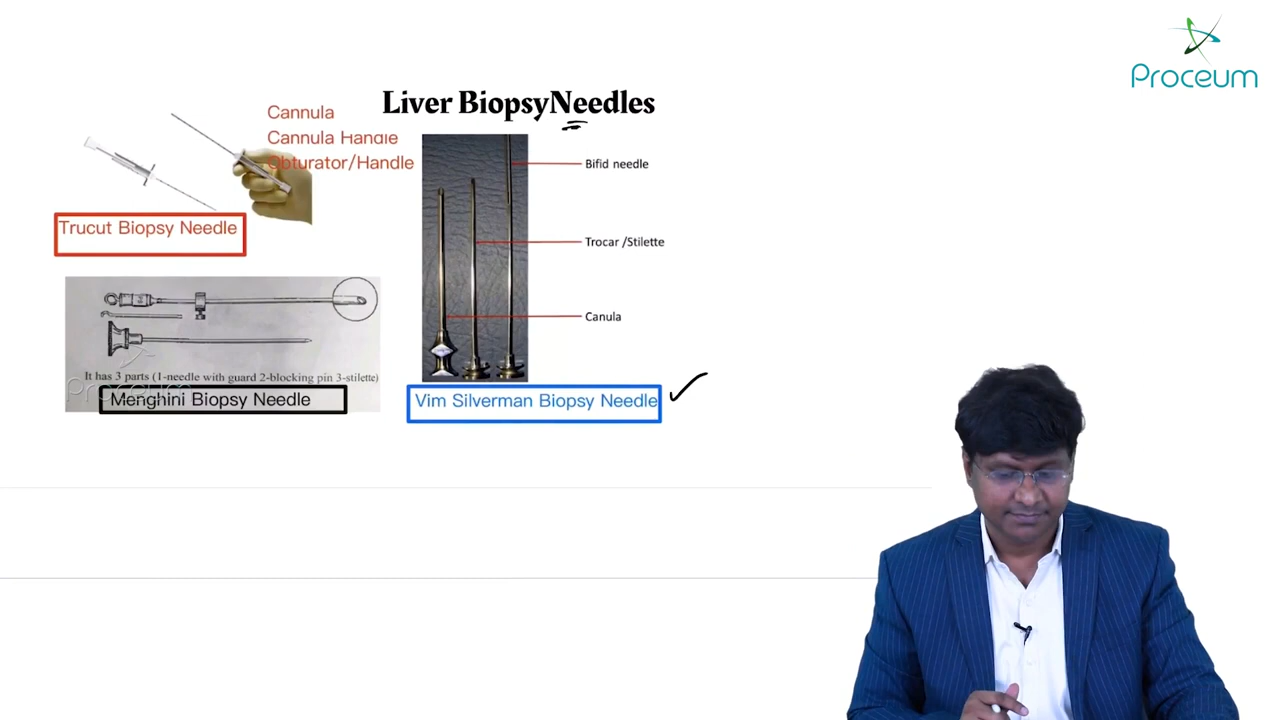 Proceum
Liver BiopsyNeedles
Cannula
Cannula Handle
Obturator/Handle
Trucut Biopsy Needle
Bifid needle
Trocar /Stilette
Canula
It has 3 parts (1-needle with guard 2-blocking pin 3-stilette)
Proceum
Menghini Biopsy Needle
Vim Silverman Biopsy Needle